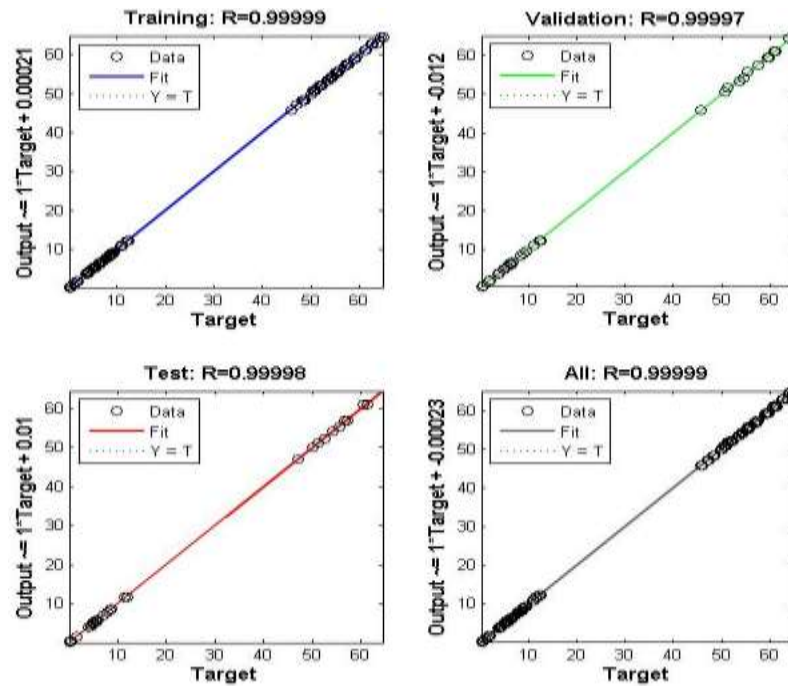 Training: R=0.99999
Output ~= 1*Target + 0.00021
60
50
40
30
20
10
Data
Fit
Y = T
10 20 30 40 50 60
Target
Validation: R=0.99997
Output ~= 1*Target + -0.012
60
50
40
30
20
10
Data
Fit
Y = T
10 20 30 40 50 60
Target
Test: R=0.99998
Output ~= 1*Target + 0.01
60
50
40
30
20
10
Data
Fit
Y = T
10 20 30 40 50 60
Target
All: R=0.99999
Output ~= 1*Target + -0.00023
60
50
40
30
20
10
Data
Fit
Y = T
10 20 30 40 50 60
Target